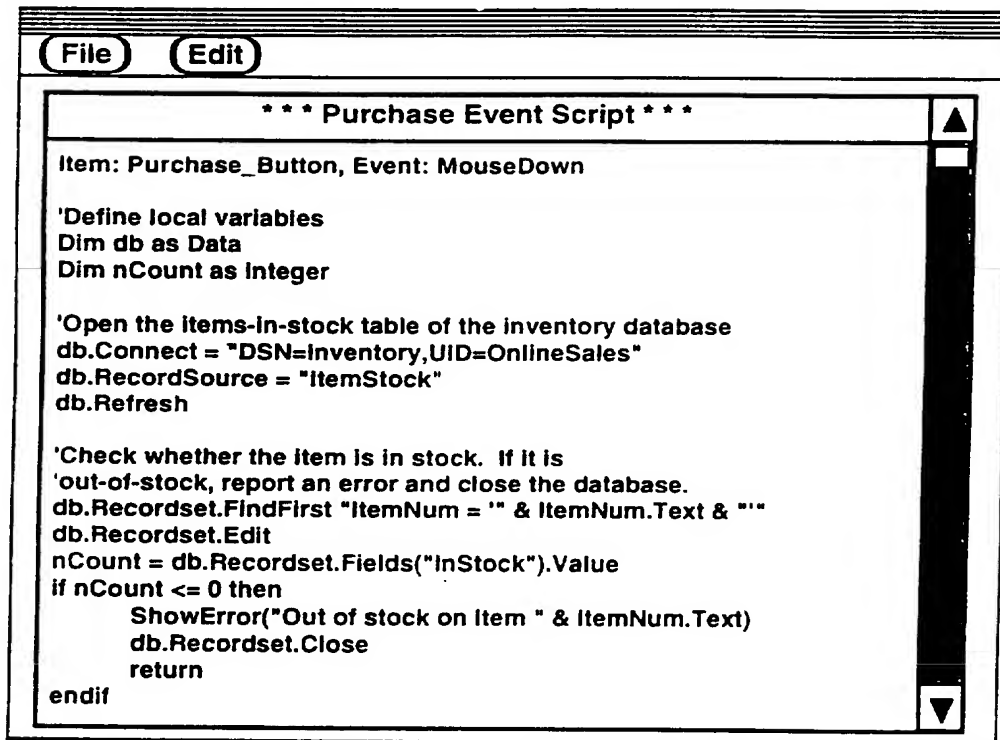 File Edit
* * * Purchase Event Script * * *
Item: Purchase_Button, Event: MouseDown
'Define local variables
Dim db as Data
Dim nCount as Integer
'Open the items-in-stock table of the inventory database
db.Connect = "DSN=Inventory,UID=OnlineSales"
db.RecordSource = "ItemStock"
db.Refresh
'Check whether the item is in stock.  If it is
'out-of-stock, report an error and close the database.
db.Recordset.FindFirst "ItemNum = '" & ItemNum.Text & "'"
db.Recordset.Edit
nCount = db.Recordset.Fields("InStock").Value
if nCount <= 0 then
ShowError("Out of stock on item " & ItemNum.Text)
db.Recordset.Close
return
endif